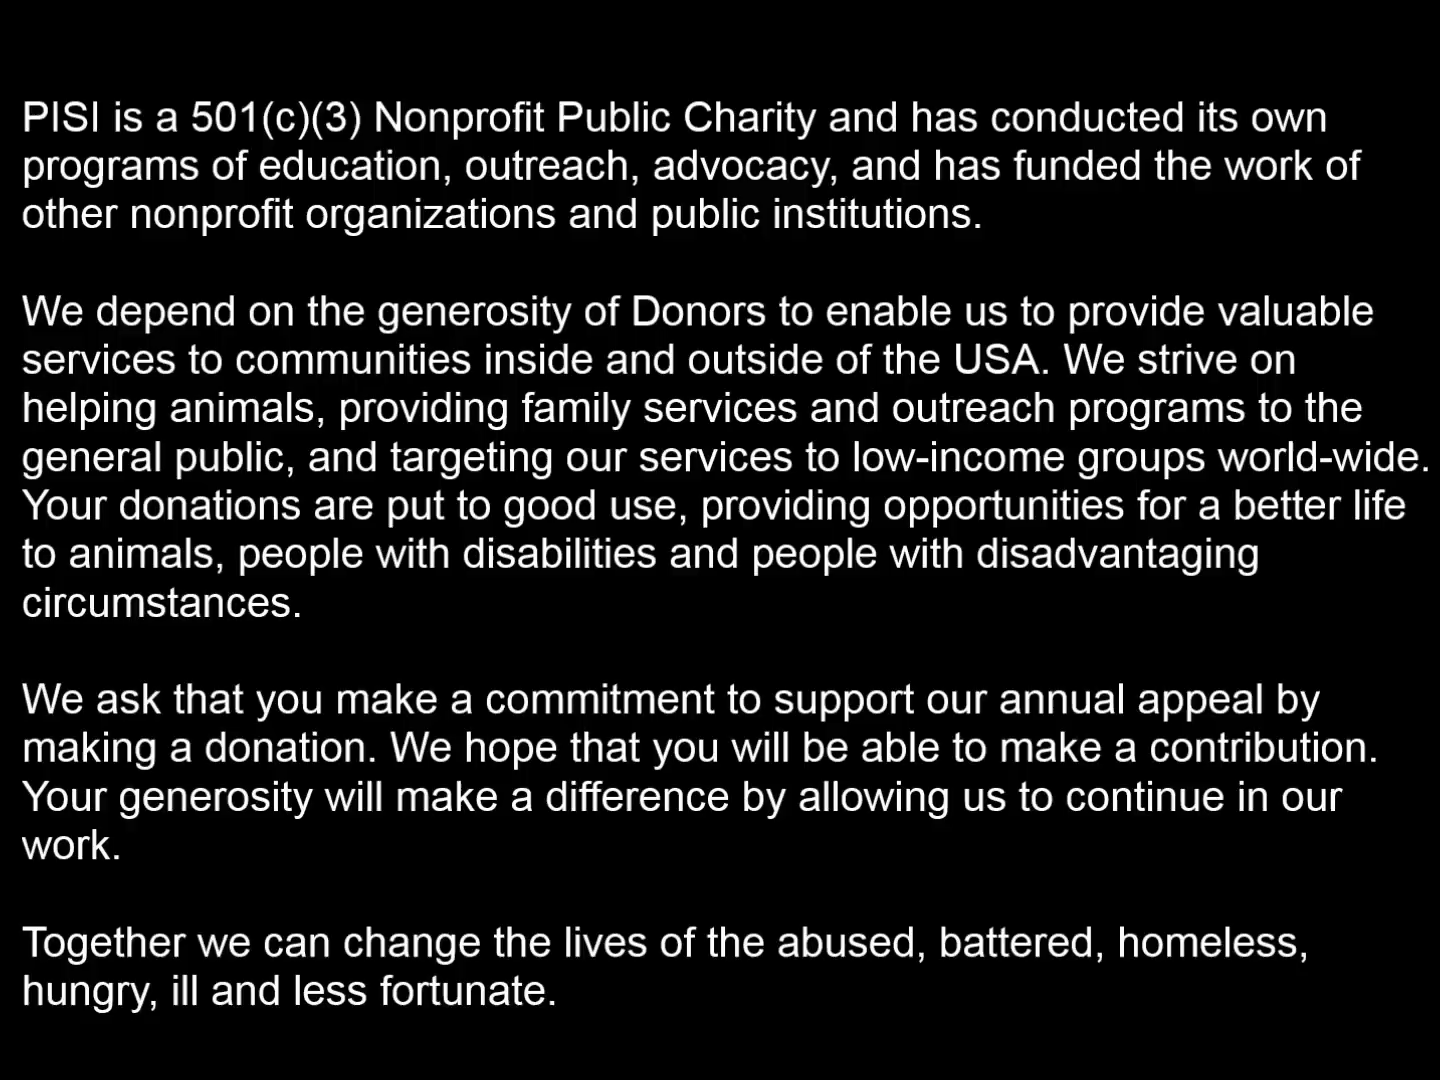 PISI is a 501(c)(3) Nonprofit Public Charity and has conducted its own
programs of education, outreach, advocacy, and has funded the work of
other nonprofit organizations and public institutions.
We depend on the generosity of Donors to enable us to provide valuable
services to communities inside and outside of the USA. We strive on
helping animals, providing family services and outreach programs to the
general public, and targeting our services to low-income groups world-wide.
Your donations are put to good use, providing opportunities for a better life
to animals, people with disabilities and people with disadvantaging
circumstances.
We ask that you make a commitment to support our annual appeal by
making a donation. We hope that you will be able to make a contribution.
Your generosity will make a difference by allowing us to continue in our
work.
Together we can change the lives of the abused, battered, homeless,
hungry, ill and less fortunate.